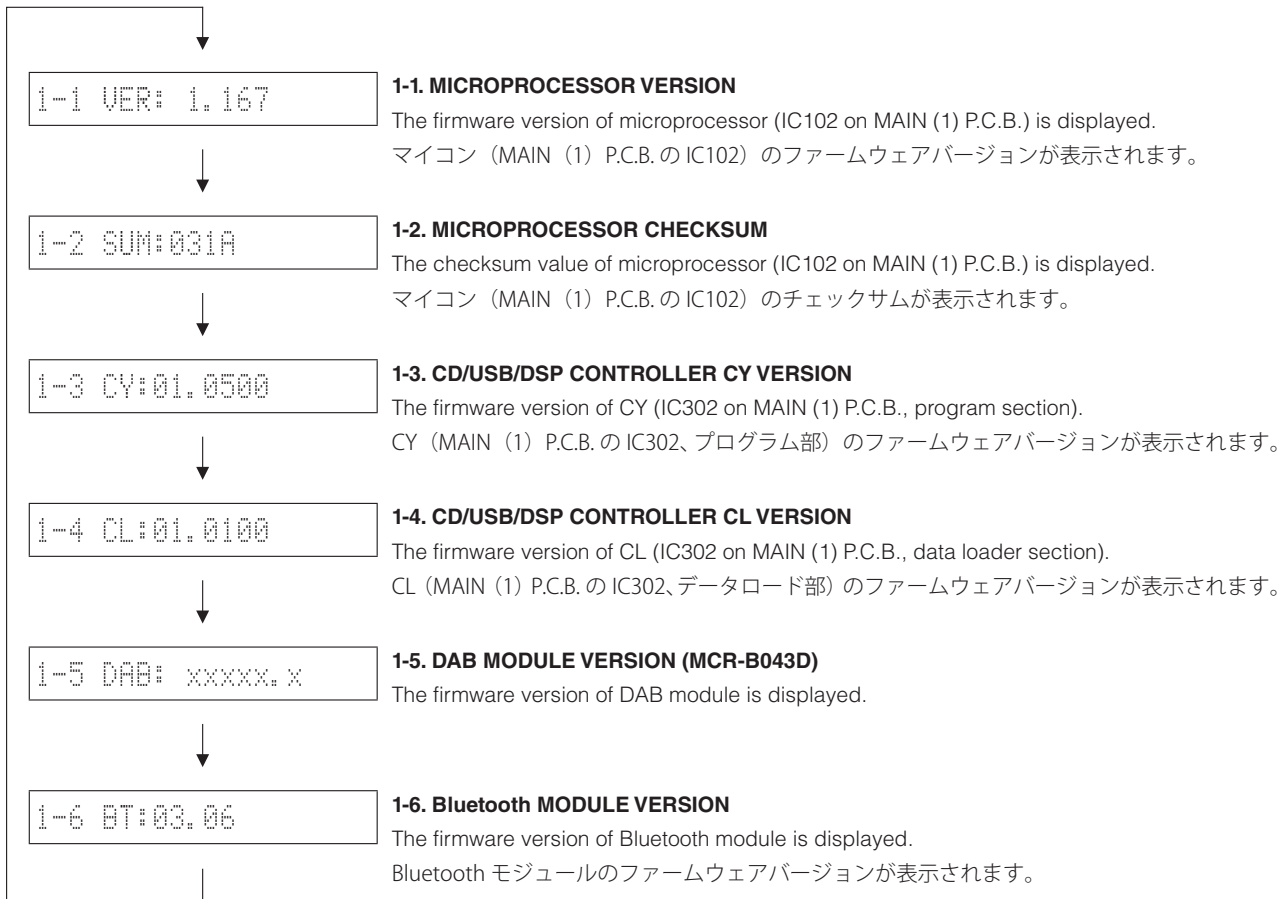 1-1 VER: 1.167
1-1. MICROPROCESSOR VERSION
The firmware version of microprocessor (IC102 on MAIN (1) P.C.B.) is displayed.
マイコン（MAIN（1）P.C.B. の IC102）のファームウェアバージョンが表示されます。
1-2 SUM:031A
1-2. MICROPROCESSOR CHECKSUM
The checksum value of microprocessor (IC102 on MAIN (1) P.C.B.) is displayed.
マイコン（MAIN（1）P.C.B. の IC102）のチェックサムが表示されます。
1-3 CY:01.0500
1-3. CD/USB/DSP CONTROLLER CY VERSION
The firmware version of CY (IC302 on MAIN (1) P.C.B., program section).
CY（MAIN（1）P.C.B. の IC302、プログラム部）のファームウェアバージョンが表示されます。
1-4 CL:01.0100
1-4. CD/USB/DSP CONTROLLER CL VERSION
The firmware version of CL (IC302 on MAIN (1) P.C.B., data loader section).
CL（MAIN（1）P.C.B. の IC302、データロード部）のファームウェアバージョンが表示されます。
1-5 DAB: xxxxx.x
1-5. DAB MODULE VERSION (MCR-B043D)
The firmware version of DAB module is displayed.
1-6 BT:03.06
1-6. Bluetooth MODULE VERSION
The firmware version of Bluetooth module is displayed.
Bluetooth モジュールのファームウェアバージョンが表示されます。